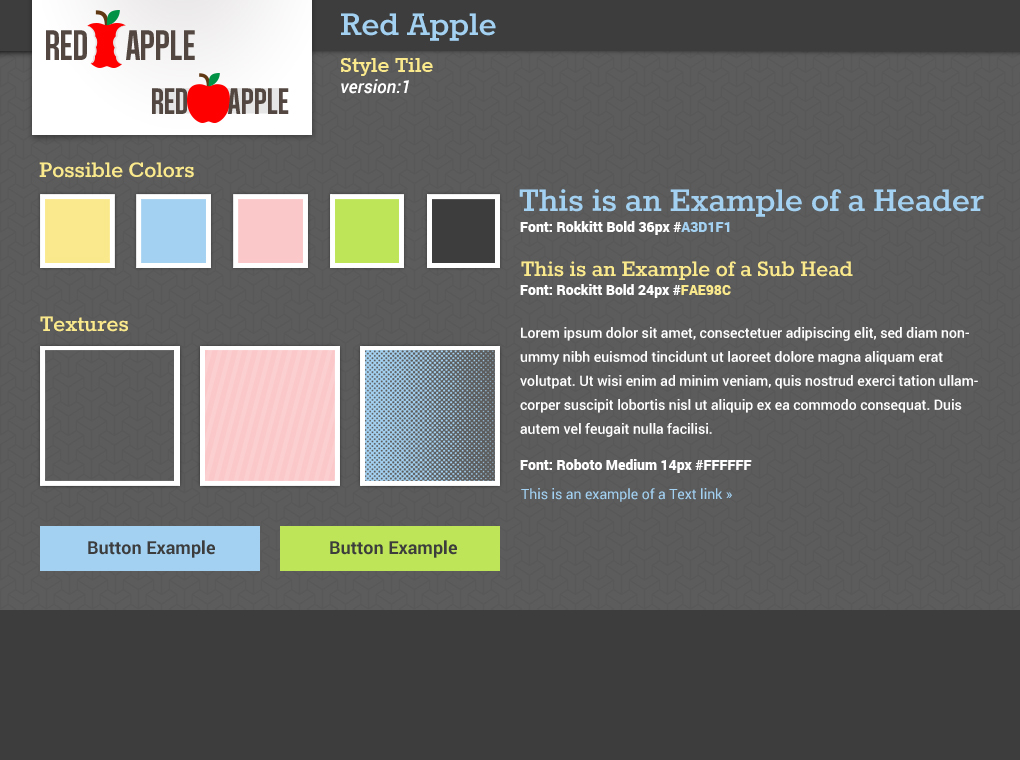 RED APPLE
RED APPLE
Red Apple
Style Tile
version:1
Possible Colors
Textures
Button Example
Button Example
This is an Example of a Header
Font: Rokkitt Bold 36px #A3D1F1
This is an Example of a Sub Head
Font: Rockitt Bold 24px #FAE98C
Lorem ipsum dolor sit amet, consectetuer adipiscing elit, sed diam non-
ummy nibh euismod tincidunt ut laoreet dolore magna aliquam erat
volutpat. Ut wisi enim ad minim veniam, quis nostrud exerci tation ullam-
corper suscipit lobortis nisl ut aliquip ex ea commodo consequat. Duis
autem vel feugait nulla facilisi.
Font: Roboto Medium 14px #FFFFFF
This is an example of a Text link »